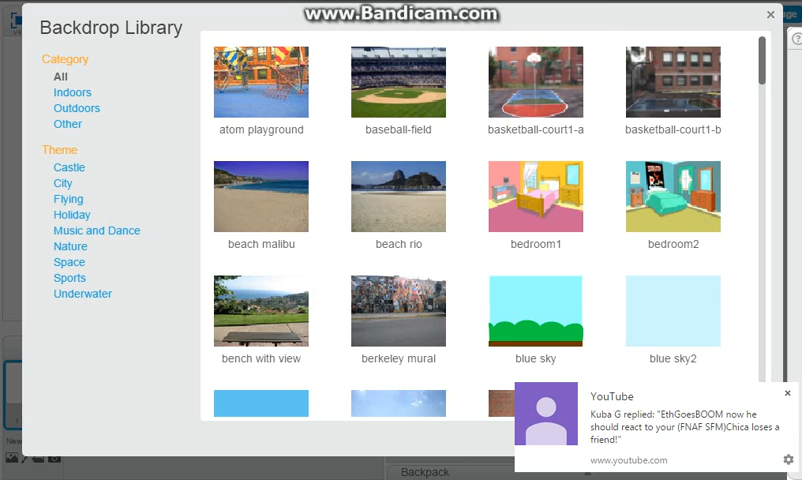 www.Bandicam.com
Backdrop Library
Category
All
Indoors
Outdoors
Other
Theme
Castle
City
Flying
Holiday
Music and Dance
Nature
Space
Sports
Underwater
atom playground
baseball-field
basketball-court1-a
basketball-court1-b
beach malibu
beach rio
bedroom1
bedroom2
bench with view
berkeley mural
blue sky
blue sky2
YouTube
Kuba G replied: "EthGoesBOOM now he
should react to your (FNAF SFM)Chica loses a
friend!"
www.youtube.com
Backpack
New